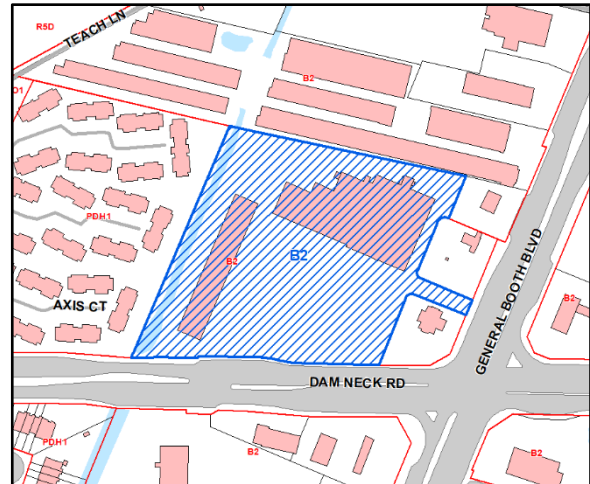 R5D
TEACH LN
B2
PDH1
B2
B2
AXIS CT
GENERAL BOOTH BLVD
B2
DAM NECK RD
PDH1
B2
B2